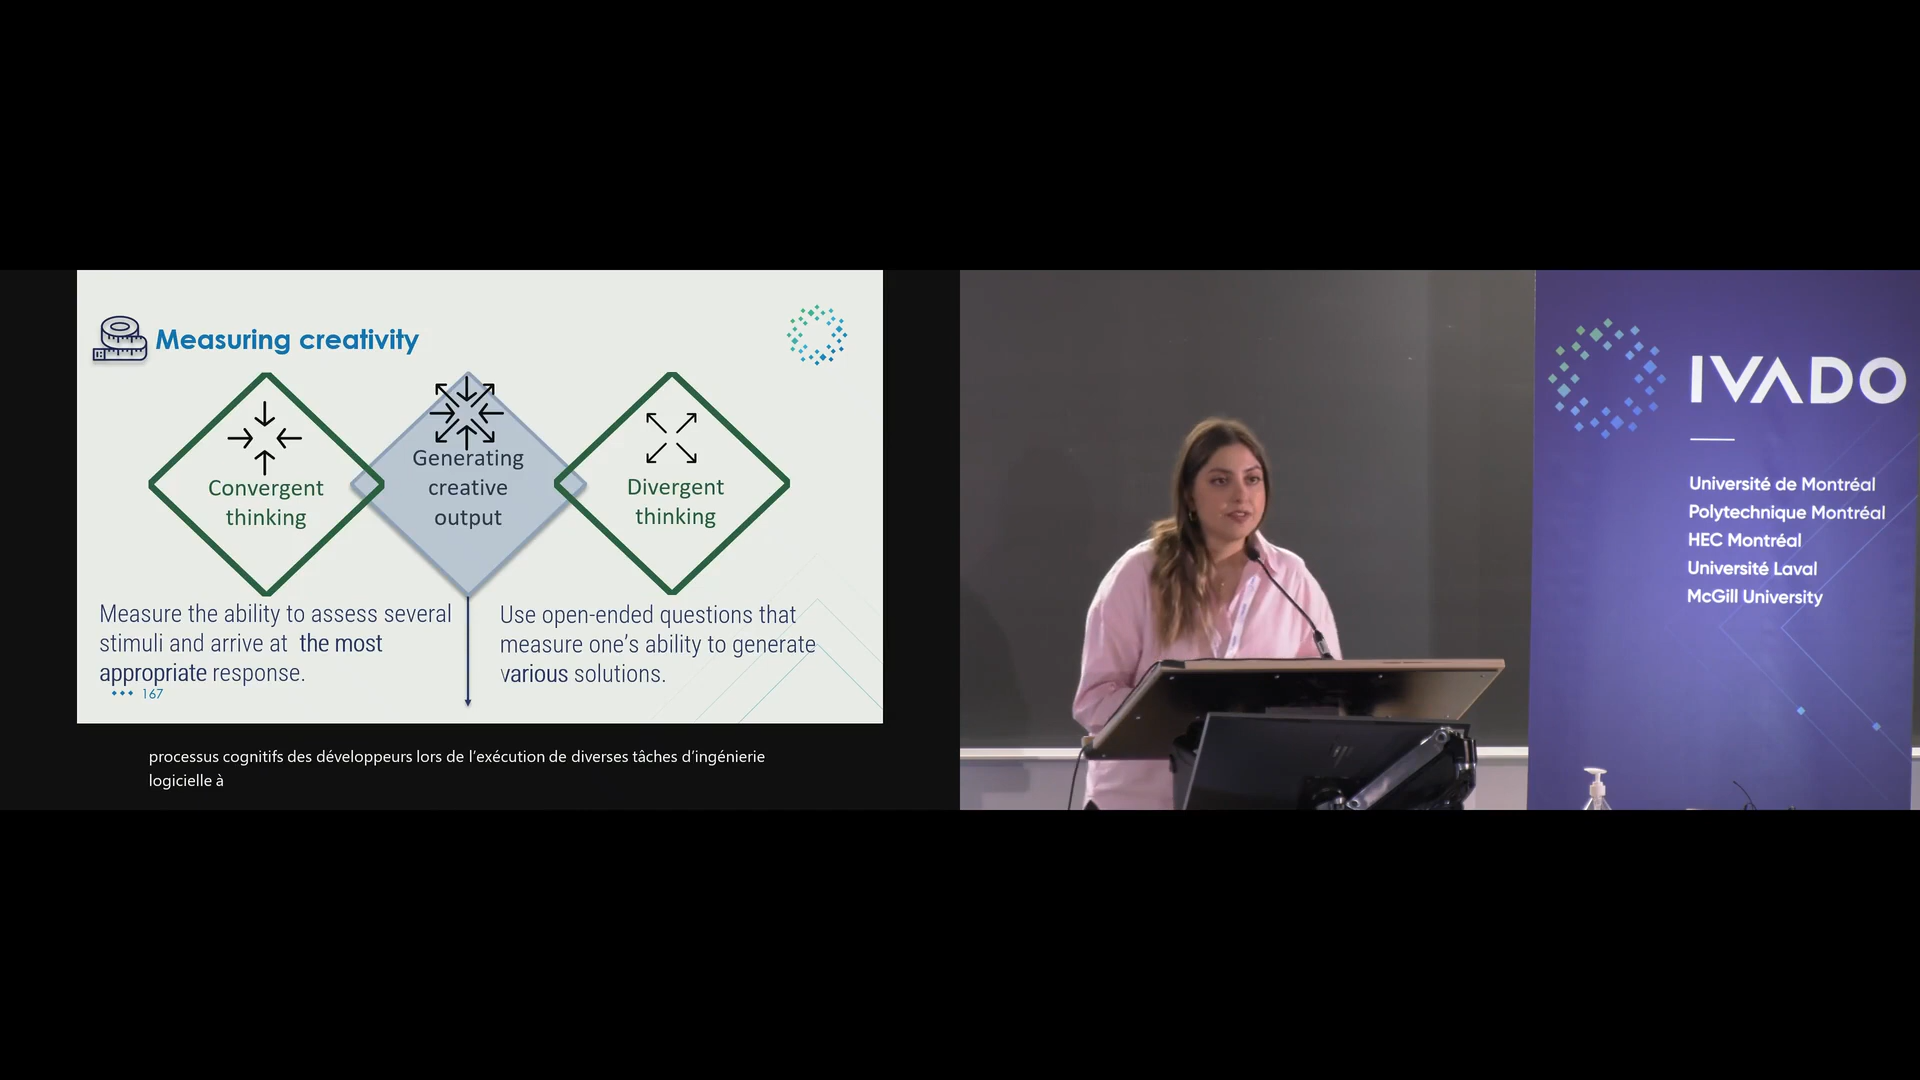 Measuring creativity
Convergent
thinking
Generating
creative
output
Divergent
thinking
Measure the ability to assess several
stimuli and arrive at the most
appropriate response.
Use open-ended questions that
measure one's ability to generate
various solutions.
167
processus cognitifs des développeurs lors de l'exécution de diverses tâches d'ingénierie
logicielle à
IVADO
Université de Montréal
Polytechnique Montréal
HEC Montréal
Université Laval
McGill University